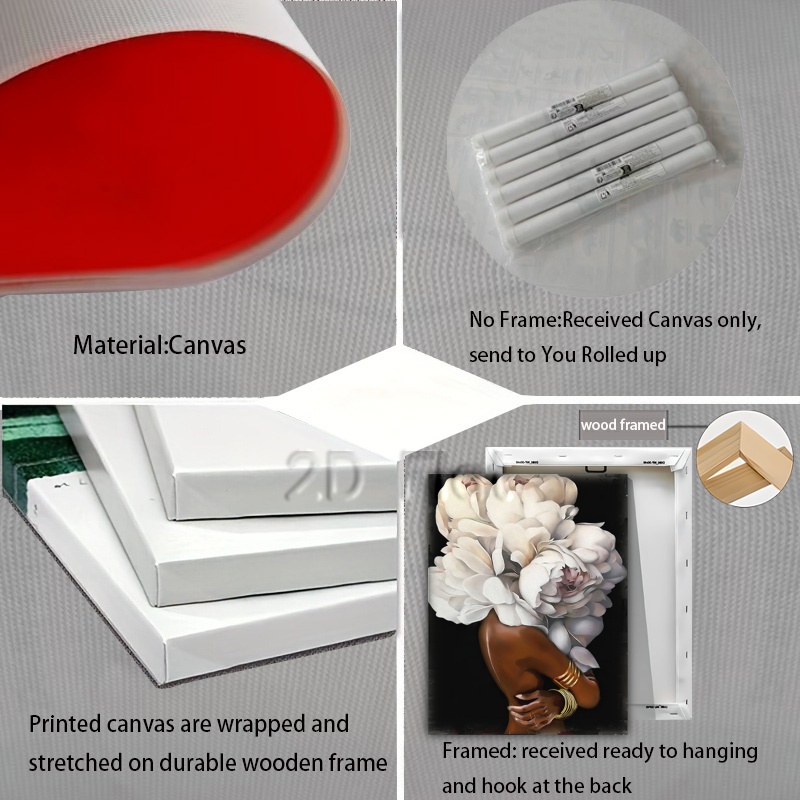 Material:Canvas
No Frame:Received Canvas only,
send to You Rolled up
wood framed
2D
Printed canvas are wrapped and
stretched on durable wooden frame
Framed: received ready to hanging
and hook at the back